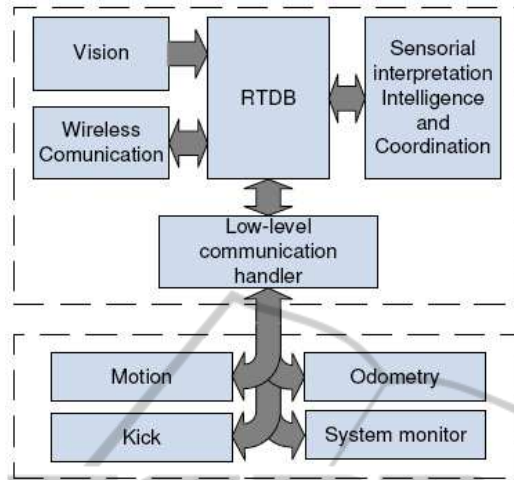 Vision
Wireless
Comunication
RTDB
Sensorial
interpretation
Intelligence
and
Coordination
Low-level
communication
handler
Motion
Odometry
Kick
System monitor